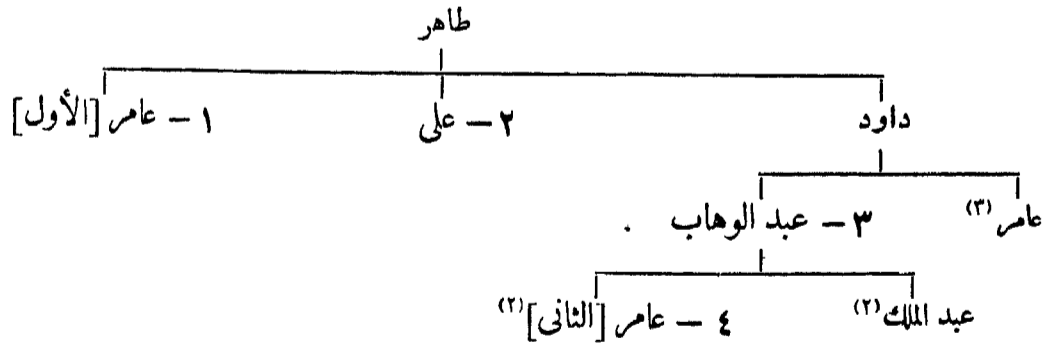 طاهر
داود ٢ – على ١ – عامر [الأول]
عامر (٣) ٣ – عبد الوهاب
عبد الملك (٢) ٤ – عامر [الثانى] (٢)